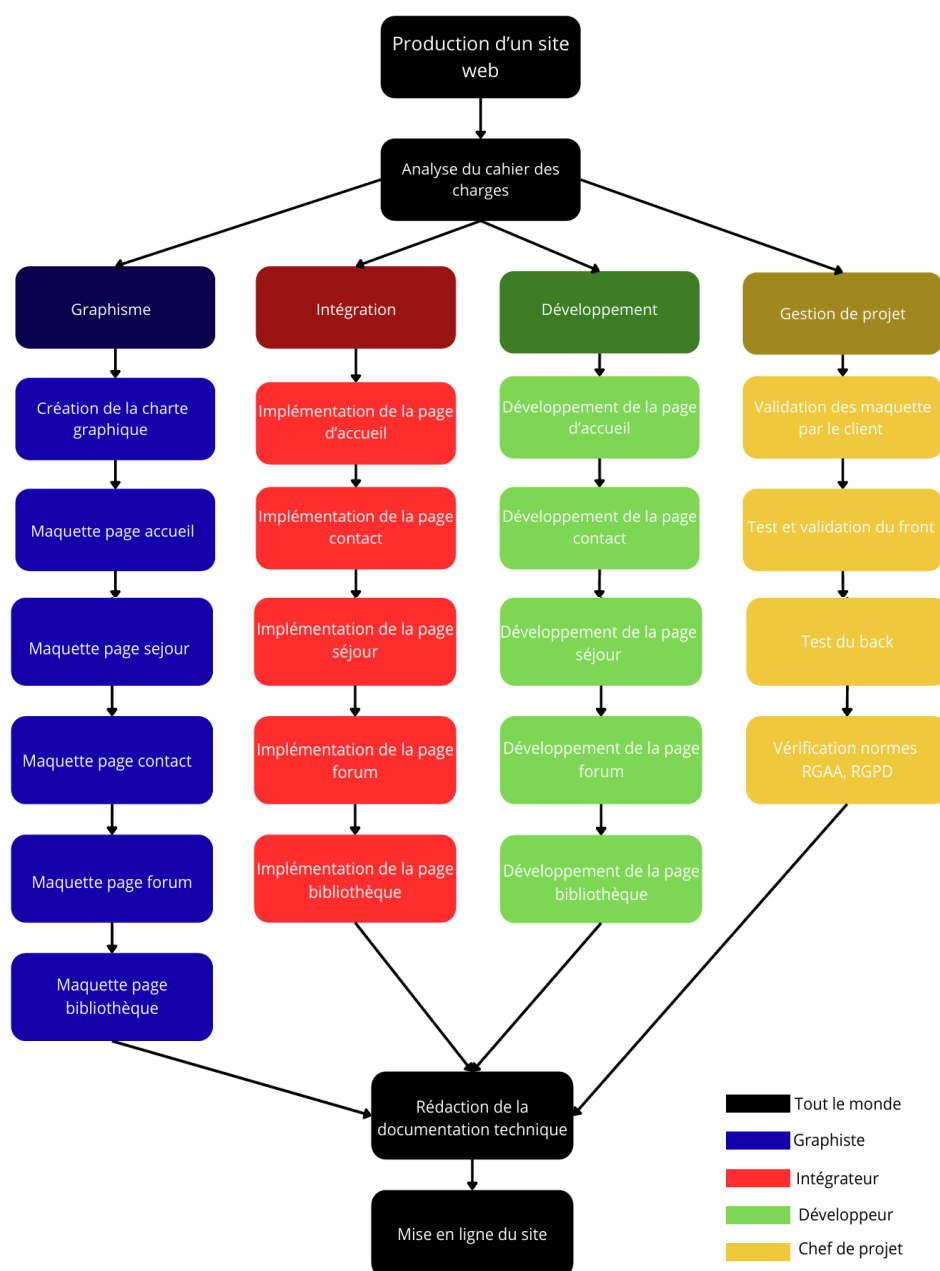 Production d'un site
web
Analyse du cahier des
charges
Graphisme
Intégration
Développement
Gestion de projet
Création de la charte
graphique
Implémentation de la page
d'accueil
Développement de la page
d'accueil
Validation des maquette
par le client
Maquette page accueil
Implémentation de la page
contact
Développement de la page
contact
Test et validation du front
Maquette page sejour
Implémentation de la page
séjour
Développement de la page
séjour
Test du back
Maquette page contact
Implémentation de la page
forum
Développement de la page
forum
Vérification normes
RGAA, RGPD
Maquette page forum
Implémentation de la page
bibliothèque
Développement de la page
bibliothèque
Maquette page
bibliothèque
Rédaction de la
documentation technique
Mise en ligne du site
Tout le monde
Graphiste
Intégrateur
Développeur
Chef de projet